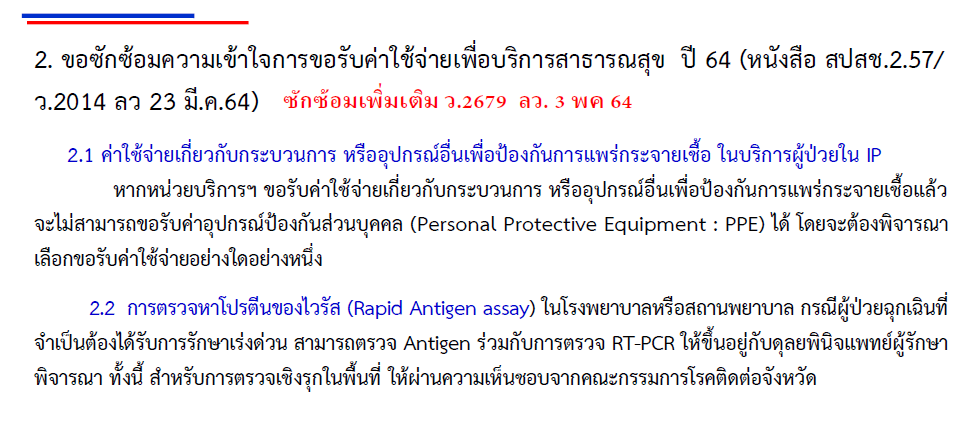 2. ขอซักซ้อมความเข้าใจการขอรับค่าใช้จ่ายเพื่อบริการสาธารณสุข ปี 64 (หนังสือ สปสช.2.57/
ว.2014 ลว 23 มี.ค.64) ซักซ้อมเพิ่มเติม ว.2679 ลว. 3 พค 64
2.1 ค่าใช้จ่ายเกี่ยวกับกระบวนการ หรืออุปกรณ์อื่นเพื่อป้องกันการแพร่กระจายเชื้อ ในบริการผู้ป่วยใน IP
หากหน่วยบริการฯ ขอรับค่าใช้จ่ายเกี่ยวกับกระบวนการ หรืออุปกรณ์อื่นเพื่อป้องกันการแพร่กระจายเชื้อแล้ว
จะไม่สามารถขอรับค่าอุปกรณ์ป้องกันส่วนบุคคล (Personal Protective Equipment : PPE) ได้ โดยจะต้องพิจารณา
เลือกขอรับค่าใช้จ่ายอย่างใดอย่างหนึ่ง
2.2 การตรวจหาโปรตีนของไวรัส (Rapid Antigen assay) ในโรงพยาบาลหรือสถานพยาบาล กรณีผู้ป่วยฉุกเฉินที่
จำเป็นต้องได้รับการรักษาเร่งด่วน สามารถตรวจ Antigen ร่วมกับการตรวจ RT-PCR ให้ขึ้นอยู่กับดุลยพินิจแพทย์ผู้รักษา
พิจารณา ทั้งนี้ สำหรับการตรวจเชิงรุกในพื้นที่ ให้ผ่านความเห็นชอบจากคณะกรรมการโรคติดต่อจังหวัด